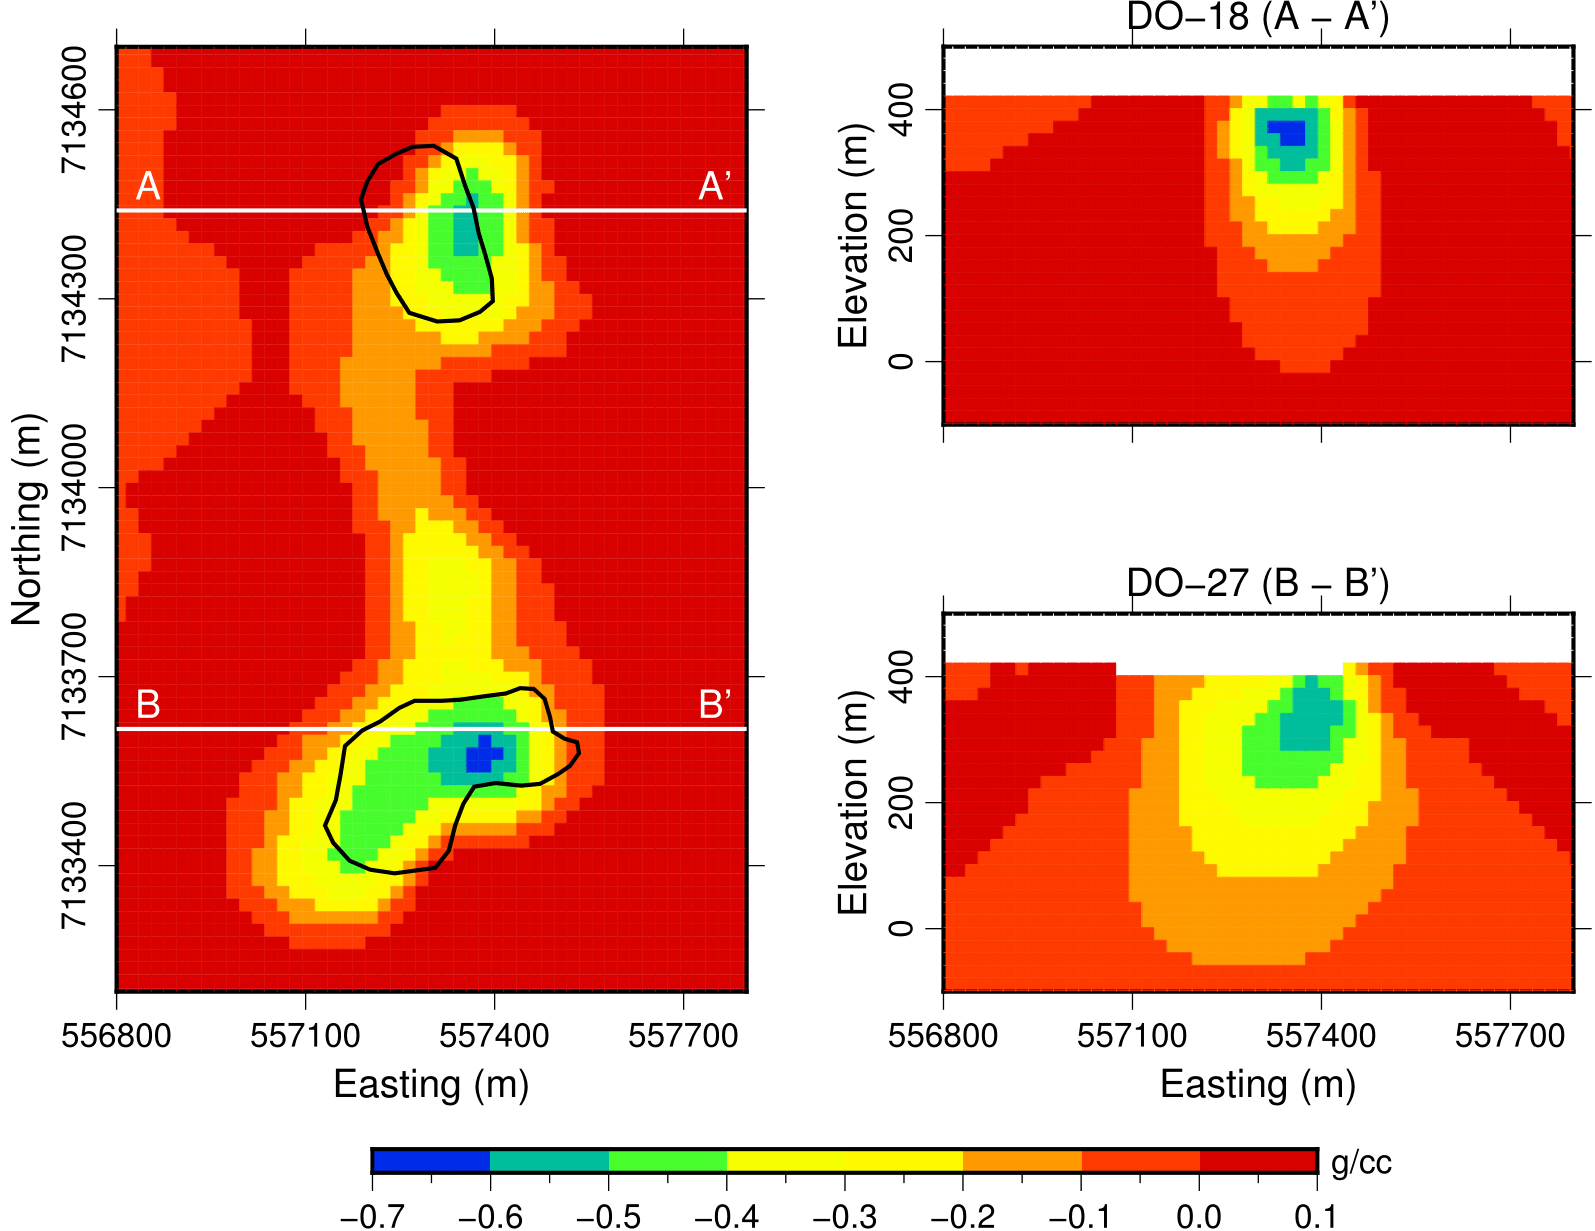 DO−18 (A − A’)
7134600
7134300
7134000
7133700
7133400
Northing (m)
A A’
B B’
556800 557100 557400 557700
Easting (m)
400
200
0
Elevation (m)
DO−27 (B − B’)
400
200
0
Elevation (m)
556800 557100 557400 557700
Easting (m)
g/cc
−0.7 −0.6 −0.5 −0.4 −0.3 −0.2 −0.1 0.0 0.1